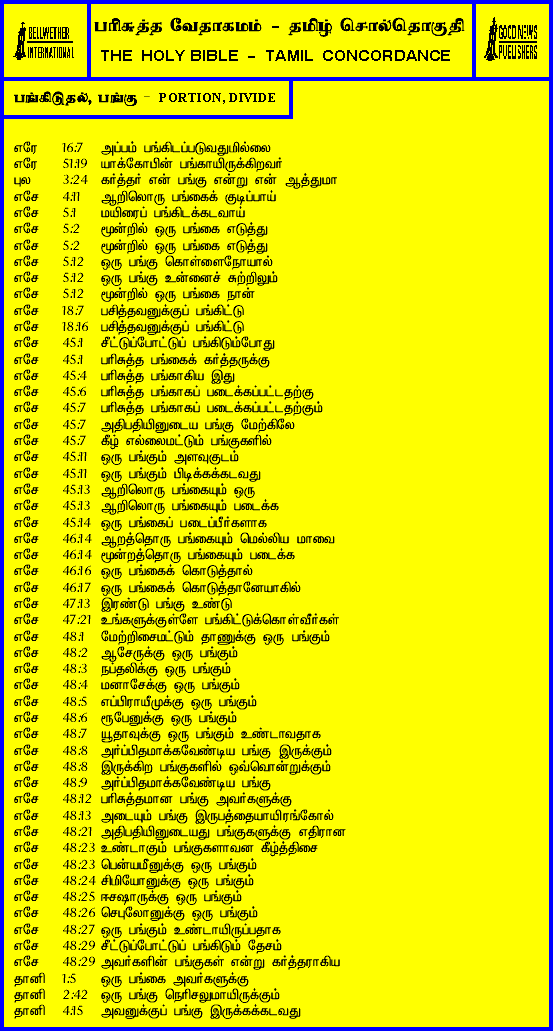 BELLWETHER
INTERNATIONAL
பரிசுத்த வேதாகமம் - தமிழ் சொல்தொகுதி
THE HOLY BIBLE - TAMIL CONCORDANCE
GOOD NEWS
PUBLISHERS
பங்கிடுதல், பங்கு - PORTION, DIVIDE
எரே 16:7 அப்பம் பங்கிடப்படுவதுமில்லை
எரே 51:19 யாக்கோபின் பங்காயிருக்கிறவர்
புல 3:24 கர்த்தர் என் பங்கு என்று என் ஆத்துமா
எசே 4:11 ஆறிலொரு பங்கைக் குடிப்பாய்
எசே 5:1 மயிரைப் பங்கிடக்கடவாய்
எசே 5:2 மூன்றில் ஒரு பங்கை எடுத்து
எசே 5:2 மூன்றில் ஒரு பங்கை எடுத்து
எசே 5:12 ஒரு பங்கு கொள்ளைநோயால்
எசே 5:12 ஒரு பங்கு உன்னைச் சுற்றிலும்
எசே 5:12 மூன்றில் ஒரு பங்கை நான்
எசே 18:7 பசித்தவனுக்குப் பங்கிட்டு
எசே 18:16 பசித்தவனுக்குப் பங்கிட்டு
எசே 45:1 சீட்டுப்போட்டுப் பங்கிடும்போது
எசே 45:1 பரிசுத்த பங்கைக் கர்த்தருக்கு
எசே 45:4 பரிசுத்த பங்காகிய இது
எசே 45:6 பரிசுத்த பங்காகப் படைக்கப்பட்டதற்கு
எசே 45:7 பரிசுத்த பங்காகப் படைக்கப்பட்டதற்கும்
எசே 45:7 அதிபதியினுடைய பங்கு மேற்கிலே
எசே 45:7 கீழ் எல்லைமட்டும் பங்குகளில்
எசே 45:11 ஒரு பங்கும் அளவுகுடம்
எசே 45:11 ஒரு பங்கும் பிடிக்கக்கடவது
எசே 45:13 ஆறிலொரு பங்கையும் ஒரு
எசே 45:13 ஆறிலொரு பங்கையும் படைக்க
எசே 45:14 ஒரு பங்கைப் படைப்பீர்களாக
எசே 46:14 ஆறத்தொரு பங்கையும் மெல்லிய மாவை
எசே 46:14 மூன்றத்தொரு பங்கையும் படைக்க
எசே 46:16 ஒரு பங்கைக் கொடுத்தால்
எசே 46:17 ஒரு பங்கைக் கொடுத்தானேயாகில்
எசே 47:13 இரண்டு பங்கு உண்டு
எசே 47:21 உங்களுக்குள்ளே பங்கிட்டுக்கொள்வீர்கள்
எசே 48:1 மேற்றிசைமட்டும் தாணுக்கு ஒரு பங்கும்
எசே 48:2 ஆசேருக்கு ஒரு பங்கும்
எசே 48:3 நப்தலிக்கு ஒரு பங்கும்
எசே 48:4 மனாசேக்கு ஒரு பங்கும்
எசே 48:5 எப்பிராயீமுக்கு ஒரு பங்கும்
எசே 48:6 ரூபேனுக்கு ஒரு பங்கும்
எசே 48:7 யூதாவுக்கு ஒரு பங்கும் உண்டாவதாக
எசே 48:8 அர்ப்பிதமாக்கவேண்டிய பங்கு இருக்கும்
எசே 48:8 இருக்கிற பங்குகளில் ஒவ்வொன்றுக்கும்
எசே 48:9 அர்ப்பிதமாக்கவேண்டிய பங்கு
எசே 48:12 பரிசுத்தமான பங்கு அவர்களுக்கு
எசே 48:13 அடையும் பங்கு இருபத்தையாயிரங்கோல்
எசே 48:21 அதிபதியினுடையது பங்குகளுக்கு எதிரான
எசே 48:23 உண்டாகும் பங்குகளாவன கீழ்த்திசை
எசே 48:23 பென்யமீனுக்கு ஒரு பங்கும்
எசே 48:24 சிமியோனுக்கு ஒரு பங்கும்
எசே 48:25 ஈசஷாருக்கு ஒரு பங்கும்
எசே 48:26 செபுலோனுக்கு ஒரு பங்கும்
எசே 48:27 ஒரு பங்கும் உண்டாயிருப்பதாக
எசே 48:29 சீட்டுப்போட்டுப் பங்கிடும் தேசம்
எசே 48:29 அவர்களின் பங்குகள் என்று கர்த்தராகிய
தானி 1:5 ஒரு பங்கை அவர்களுக்கு
தானி 2:42 ஒரு பங்கு நெரிசலுமாயிருக்கும்
தானி 4:15 அவனுக்குப் பங்கு இருக்கக்கடவது